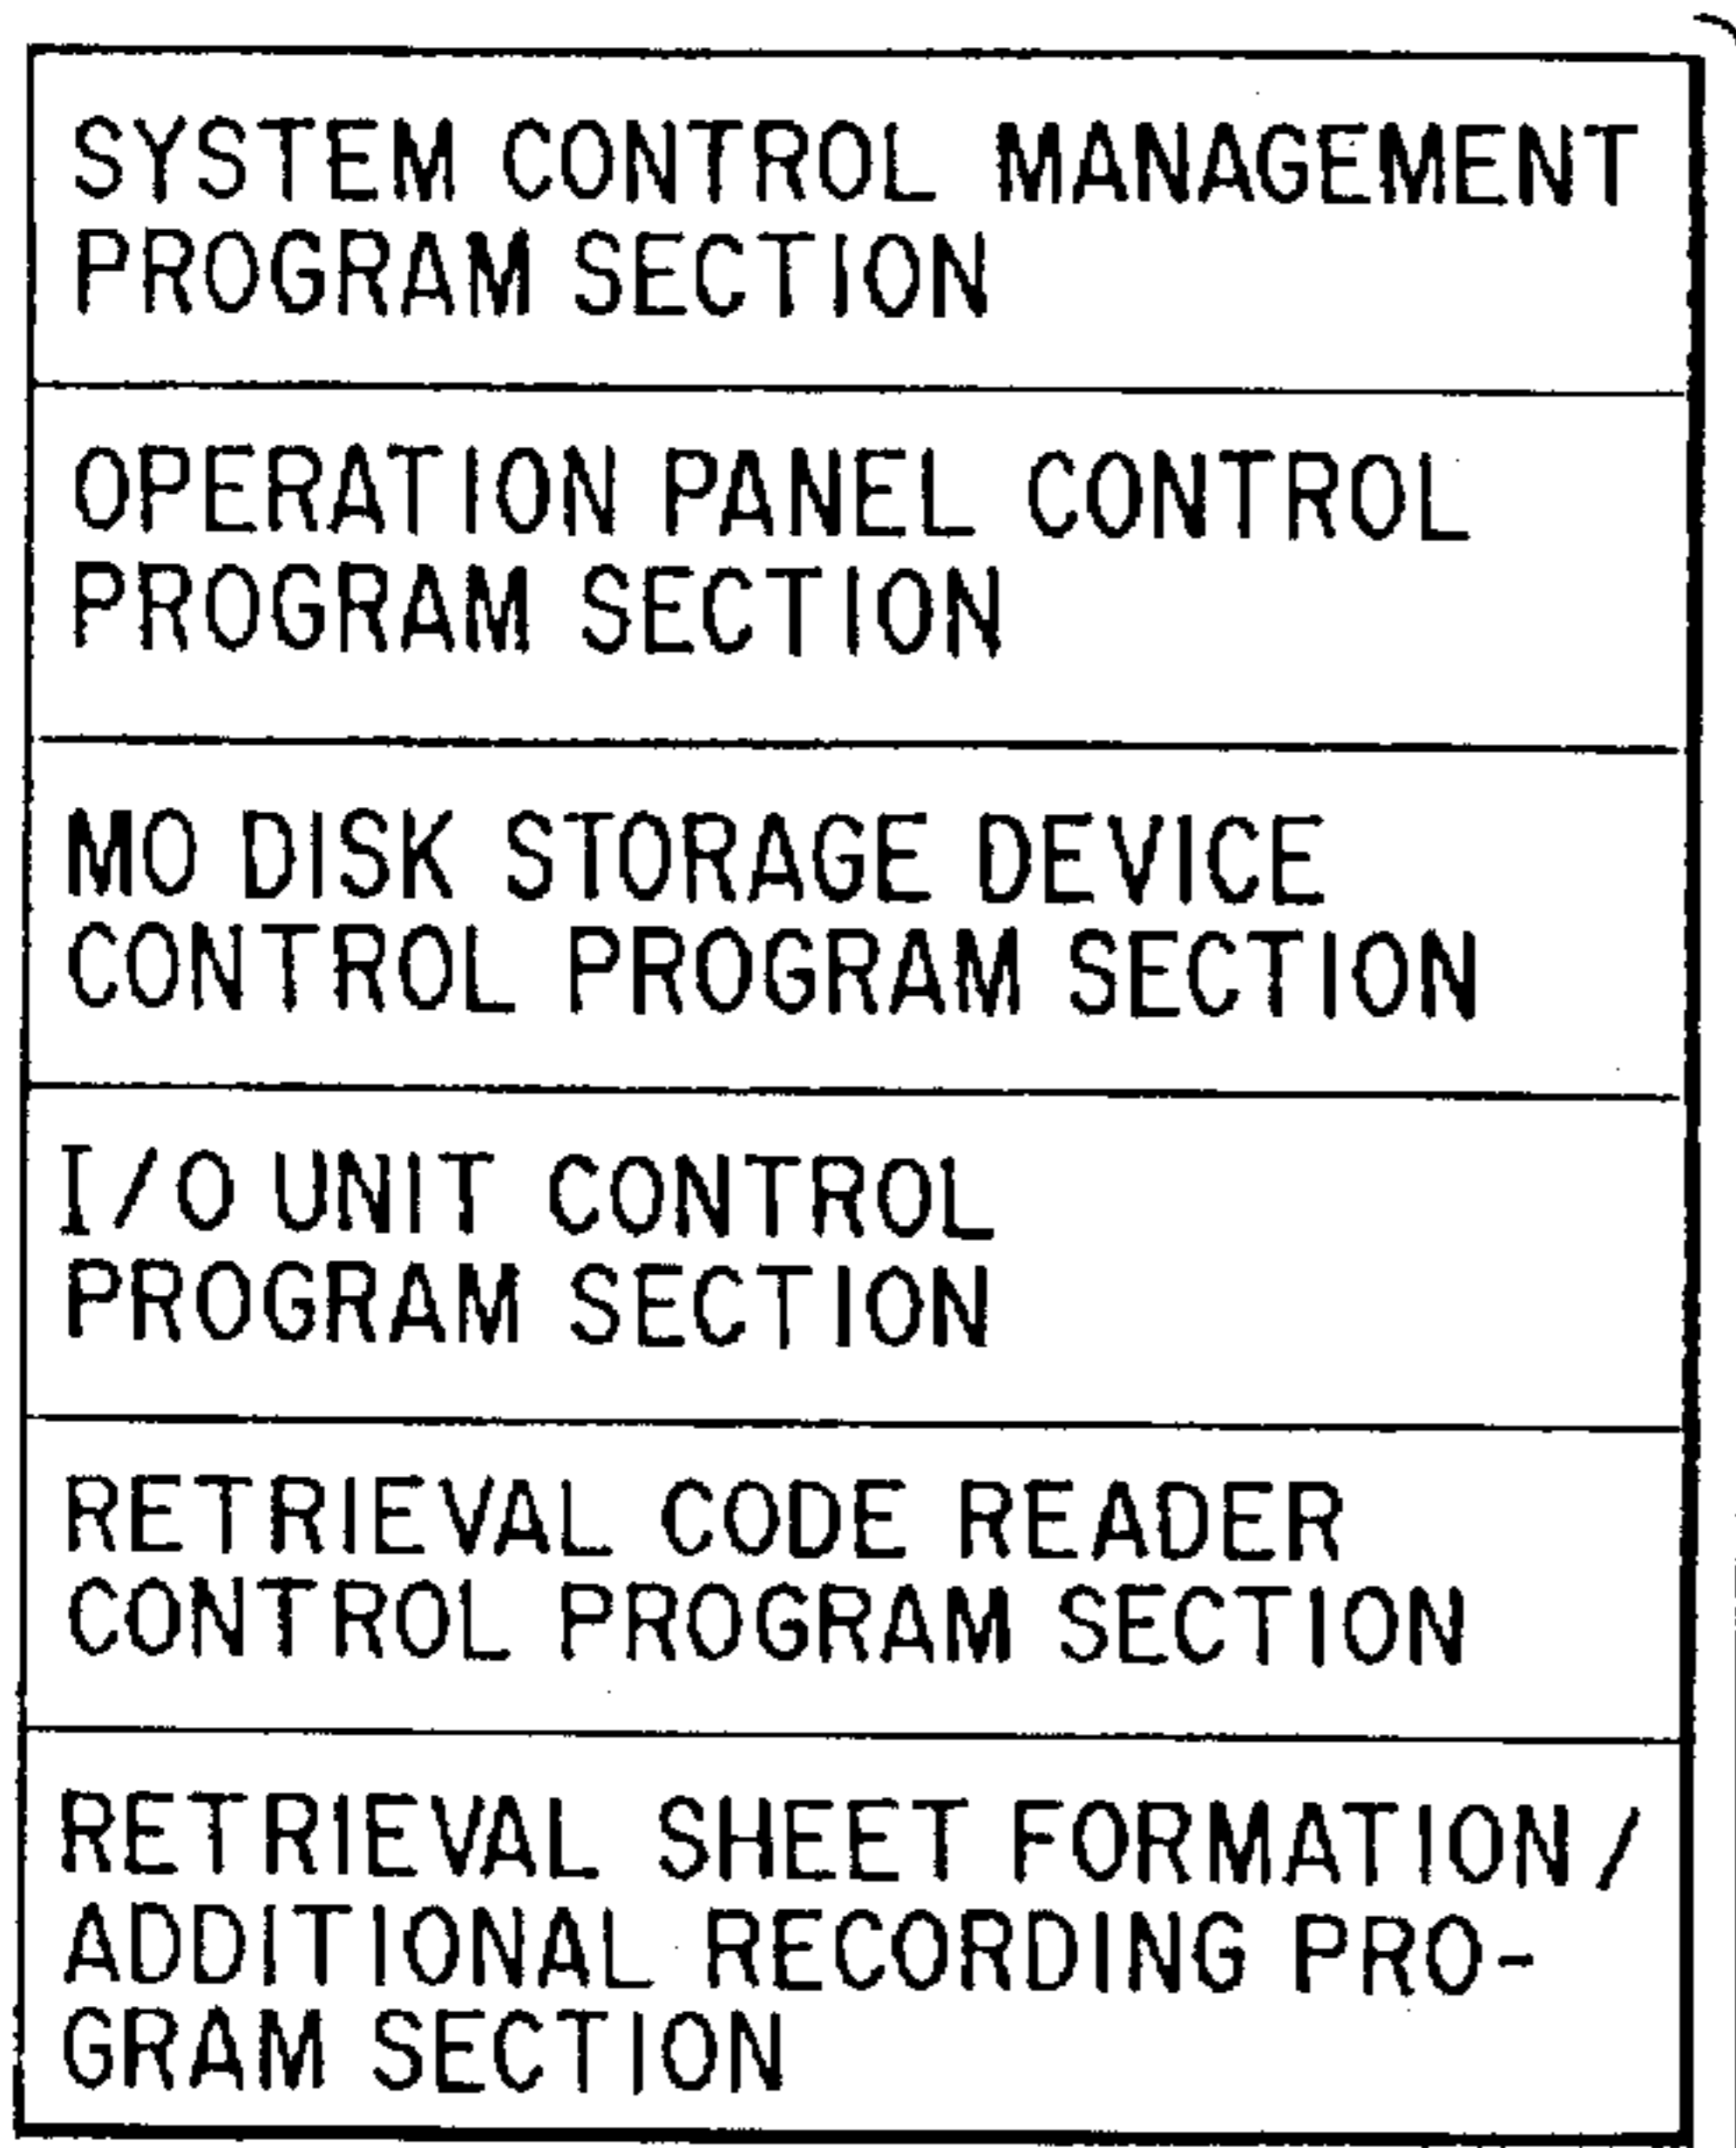 SYSTEM CONTROL MANAGEMENT
PROGRAM SECTION
OPERATION PANEL CONTROL
PROGRAM SECTION
MO DISK STORAGE DEVICE
CONTROL PROGRAM SECTION
I/O UNIT CONTROL
PROGRAM SECTION
RETRIEVAL CODE READER
CONTROL PROGRAM SECTION
RETRIEVAL SHEET FORMATION/
ADDITIONAL RECORDING PRO-
GRAM SECTION